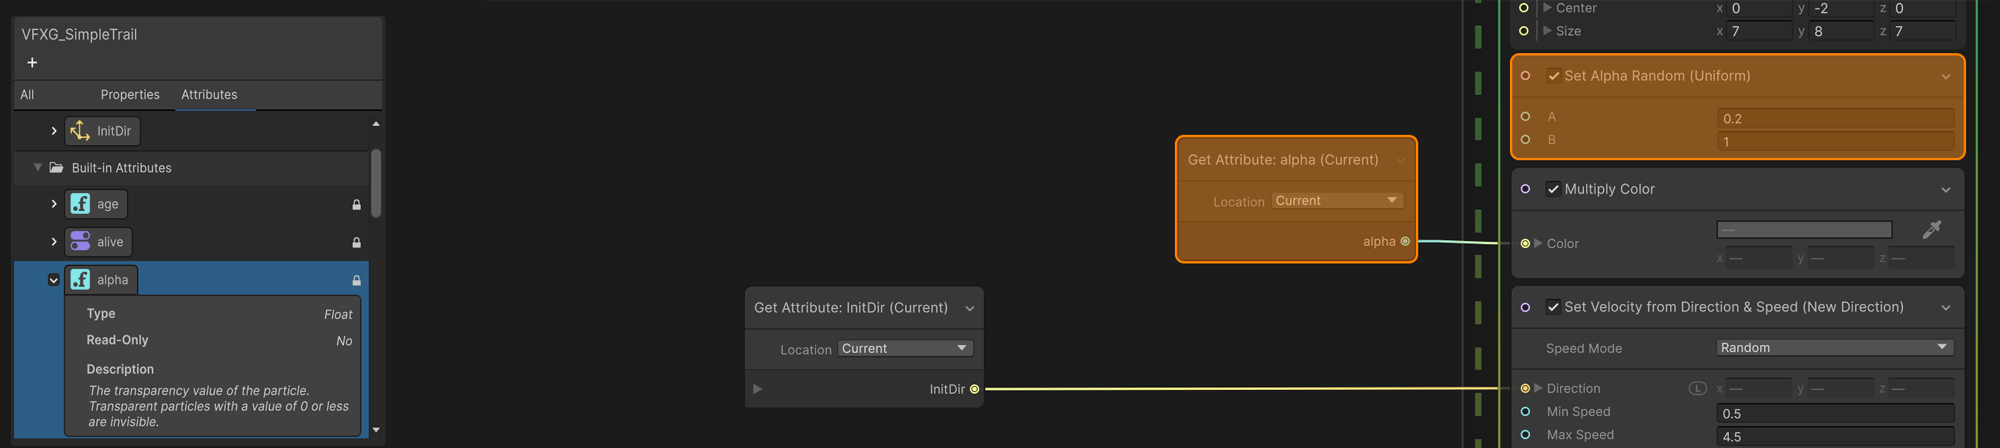 VFXG_SimpleTrail
+
All Properties Attributes
InitDir
Built-in Attributes
age
alive
alpha
Type Float
Read-Only No
Description
The transparency value of the particle.
Transparent particles with a value of 0 or less
are invisible.
Get Attribute: InitDir (Current)
Location Current
InitDir
Get Attribute: alpha (Current)
Location Current
alpha
Center x 0 y -2 z 0
Size x 7 y 8 z 7
Set Alpha Random (Uniform)
A 0.2
B 1
Multiply Color
Color —
x — y — z —
Set Velocity from Direction & Speed (New Direction)
Speed Mode Random
Direction L x — y — z —
Min Speed 0.5
Max Speed 4.5